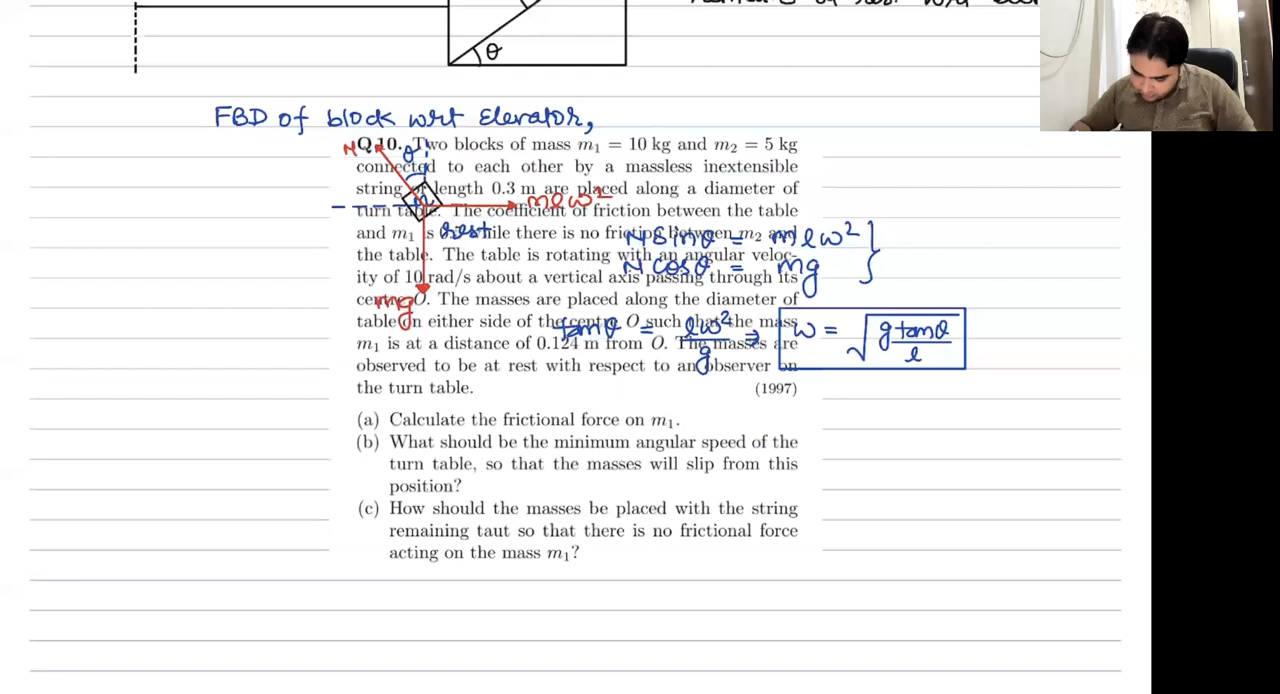 θ
FBD of block wrt Elevator,
N
θ
mlω²
rest
mg
N sinθ = mlω²
N cosθ = mg
tanθ = lω²/g ⇒ ω = √(g tanθ/l)
Q 10. Two blocks of mass m₁ = 10 kg and m₂ = 5 kg
connected to each other by a massless inextensible
string of length 0.3 m are placed along a diameter of
turn table. The coefficient of friction between the table
and m₁ is while there is no friction between m₂ and
the table. The table is rotating with an angular veloc-
ity of 10 rad/s about a vertical axis passing through its
centre O. The masses are placed along the diameter of
table on either side of the centre O such that the mass
m₁ is at a distance of 0.124 m from O. The masses are
observed to be at rest with respect to an observer on
the turn table. (1997)
(a) Calculate the frictional force on m₁.
(b) What should be the minimum angular speed of the
turn table, so that the masses will slip from this
position?
(c) How should the masses be placed with the string
remaining taut so that there is no frictional force
acting on the mass m₁?